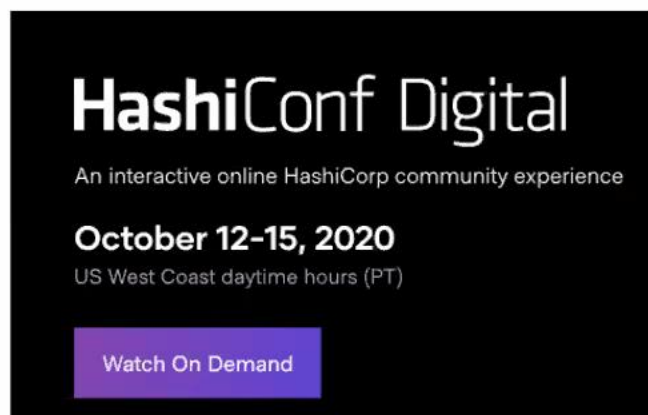 HashiConf Digital
An interactive online HashiCorp community experience
October 12-15, 2020
US West Coast daytime hours (PT)
Watch On Demand